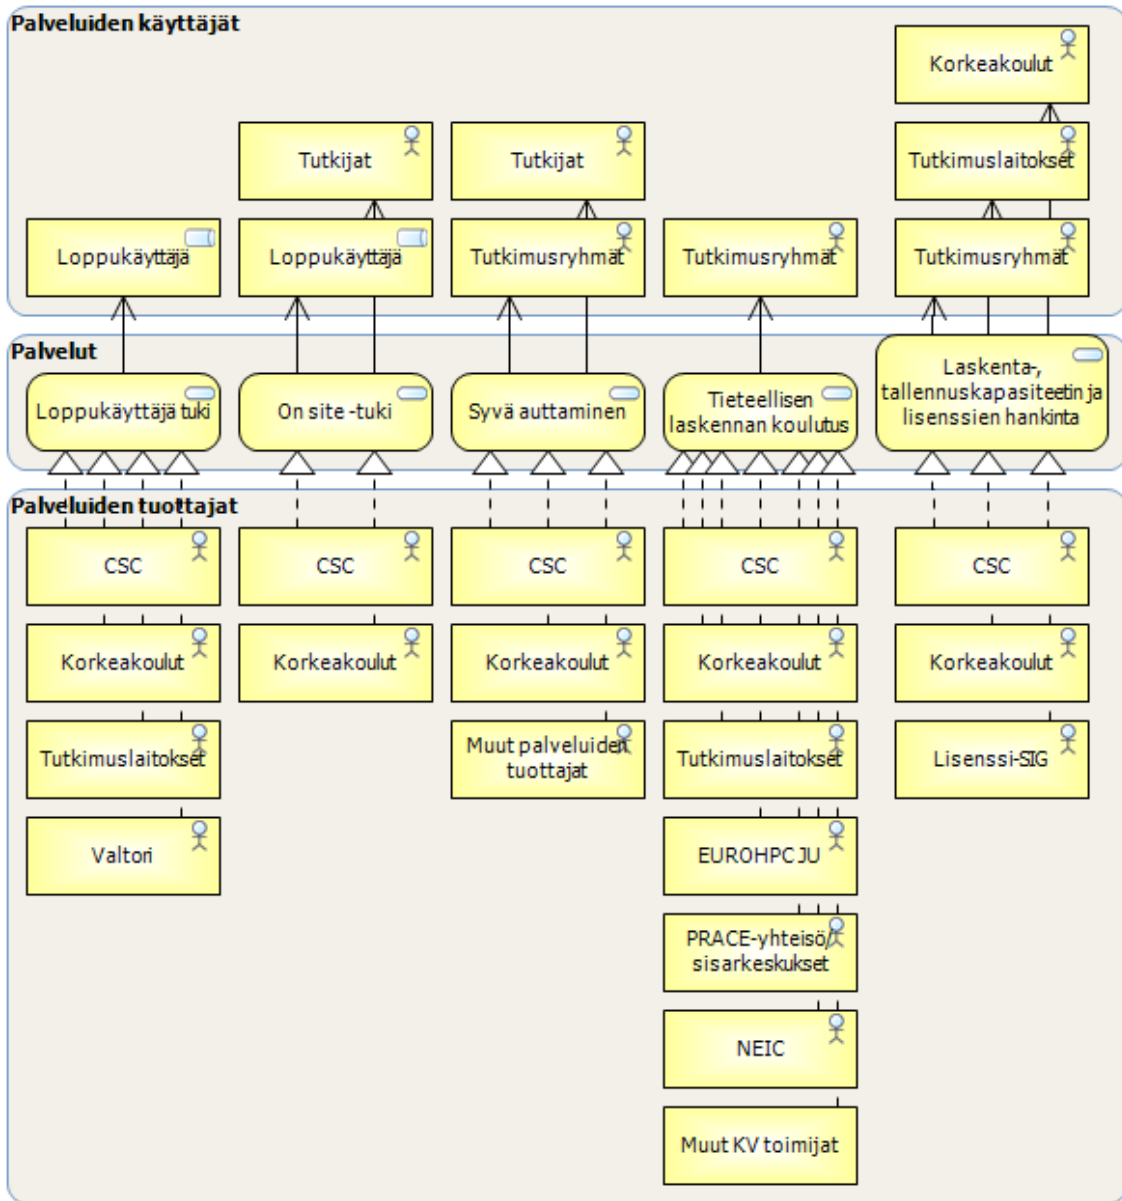 Palveluiden käyttäjät
Korkeakoulut
Tutkijat
Tutkijat
Tutkimuslaitokset
Loppukäyttäjä
Loppukäyttäjä
Tutkimusryhmät
Tutkimusryhmät
Tutkimusryhmät
Palvelut
Loppukäyttäjä tuki
On site -tuki
Syvä auttaminen
Tieteellisen
laskennan koulutus
Laskenta-,
tallennuskapasiteetin ja
lisenssien hankinta
Palveluiden tuottajat
CSC
CSC
CSC
CSC
CSC
Korkeakoulut
Korkeakoulut
Korkeakoulut
Korkeakoulut
Korkeakoulut
Tutkimuslaitokset
Muut palveluiden
tuottajat
Tutkimuslaitokset
Lisenssi-SIG
Valtori
EUROHPC JU
PRACE-yhteisö/
sisarkeskukset
NEIC
Muut KV toimijat